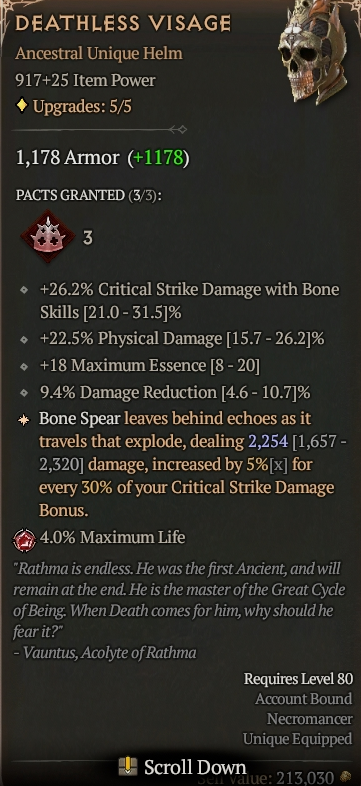 DEATHLESS VISAGE
Ancestral Unique Helm
917+25 Item Power
Upgrades: 5/5
1,178 Armor (+1178)
PACTS GRANTED (3/3):
3
+26.2% Critical Strike Damage with Bone
Skills [21.0 - 31.5]%
+22.5% Physical Damage [15.7 - 26.2]%
+18 Maximum Essence [8 - 20]
9.4% Damage Reduction [4.6 - 10.7]%
Bone Spear leaves behind echoes as it
travels that explode, dealing 2,254 [1,657 -
2,320] damage, increased by 5%[x] for
every 30% of your Critical Strike Damage
Bonus.
4.0% Maximum Life
"Rathma is endless. He was the first Ancient, and will
remain at the end. He is the master of the Great Cycle
of Being. When Death comes for him, why should he
fear it?"
- Vauntus, Acolyte of Rathma
Requires Level 80
Account Bound
Necromancer
Unique Equipped
Scroll Down
Sell Value: 213,030